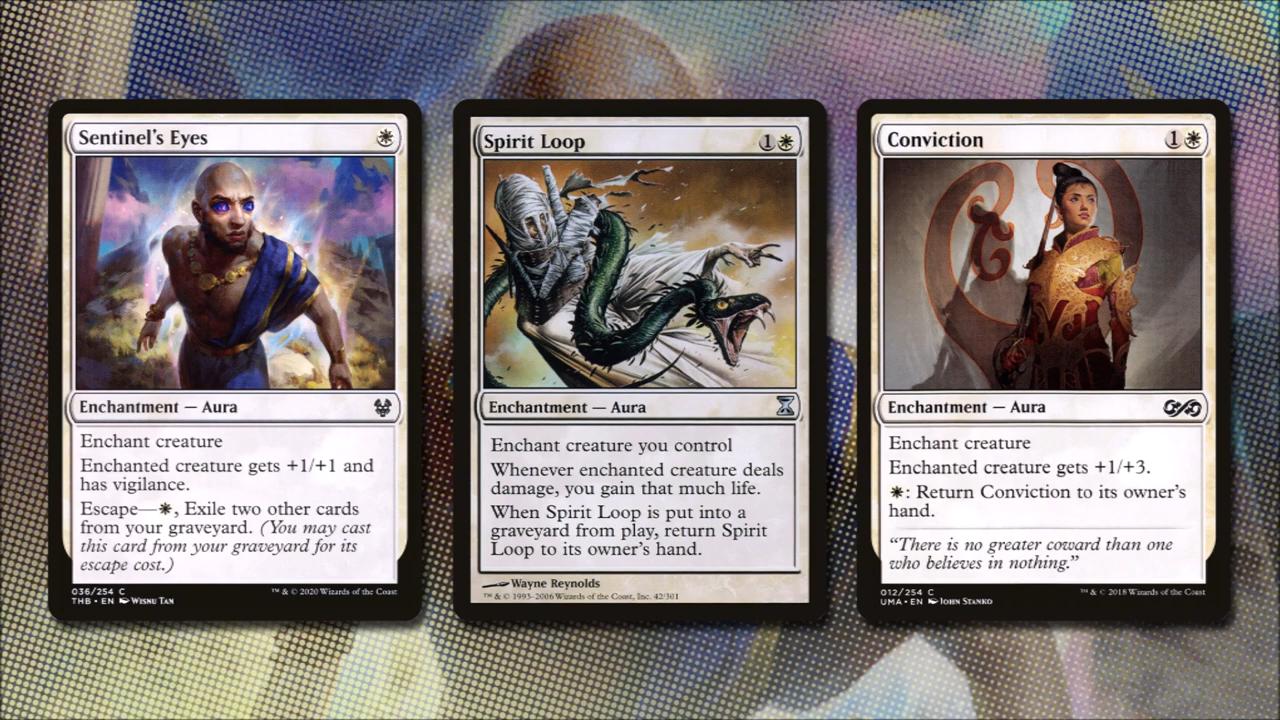 Sentinel's Eyes
Enchantment — Aura
Enchant creature
Enchanted creature gets +1/+1 and
has vigilance.
Escape—☀, Exile two other cards
from your graveyard. (You may cast
this card from your graveyard for its
escape cost.)
036/254 C
THB • EN Wisnu Tan
™ & © 2020 Wizards of the Coast
Spirit Loop
1
Enchantment — Aura
Enchant creature you control
Whenever enchanted creature deals
damage, you gain that much life.
When Spirit Loop is put into a
graveyard from play, return Spirit
Loop to its owner's hand.
Wayne Reynolds
™ & © 1993–2006 Wizards of the Coast, Inc. 42/301
Conviction
1
Enchantment — Aura
Enchant creature
Enchanted creature gets +1/+3.
☀: Return Conviction to its owner's
hand.
"There is no greater coward than one
who believes in nothing."
012/254 C
UMA • EN John Stanko
™ & © 2018 Wizards of the Coast